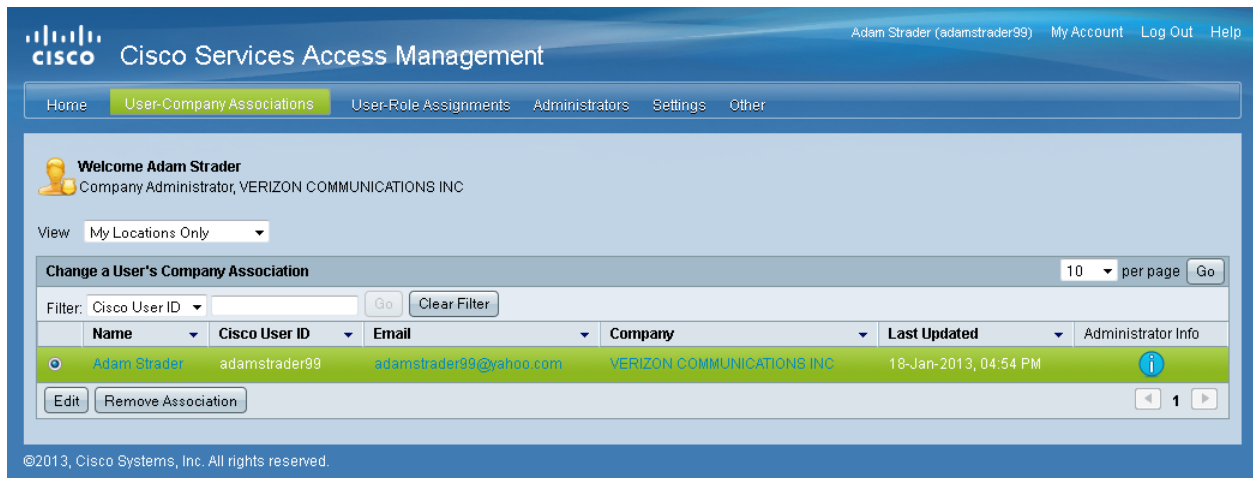 Adam Strader (adamstrader99) My Account Log Out Help
cisco Cisco Services Access Management
Home User-Company Associations User-Role Assignments Administrators Settings Other
Welcome Adam Strader
Company Administrator, VERIZON COMMUNICATIONS INC
View My Locations Only
Change a User's Company Association 10 per page Go
Filter: Cisco User ID Go Clear Filter
Name Cisco User ID Email Company Last Updated Administrator Info
Adam Strader adamstrader99 adamstrader99@yahoo.com VERIZON COMMUNICATIONS INC 18-Jan-2013, 04:54 PM i
Edit Remove Association 1
©2013, Cisco Systems, Inc. All rights reserved.